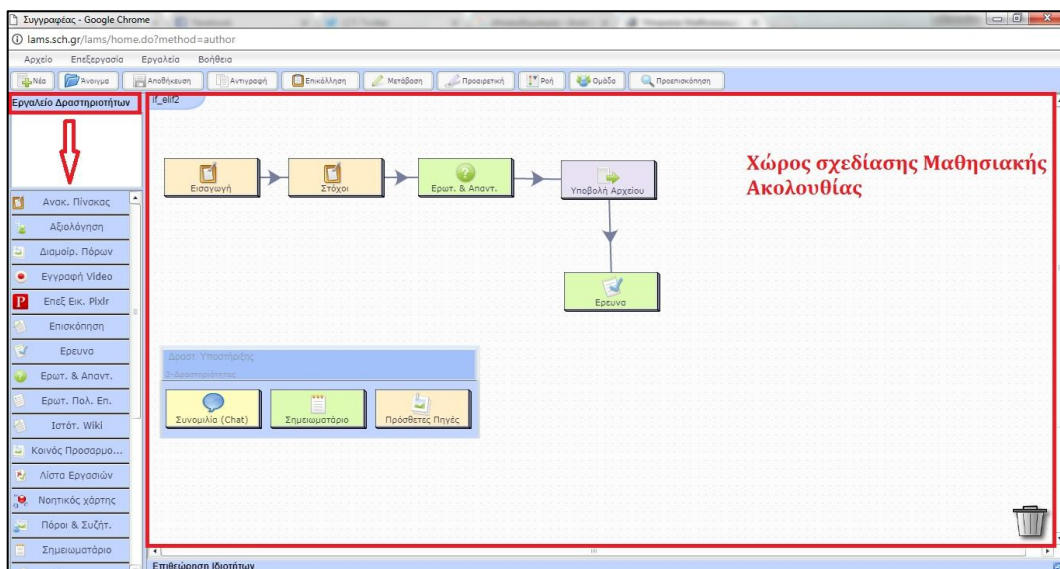 Συγγραφέας - Google Chrome
lams.sch.gr/lams/home.do?method=author
Αρχείο Επεξεργασία Εργαλεία Βοήθεια
Νέα Άνοιγμα Αποθήκευση Αντιγραφή Επικόλληση Μετάβαση Προαιρετική Ροή Ομάδα Προεπισκόπηση
Εργαλείο Δραστηριοτήτων
if_elif2
Χώρος σχεδίασης Μαθησιακής
Ακολουθίας
Εισαγωγή
Στόχοι
Ερωτ. & Απαντ.
Υποβολή Αρχείου
Ερευνα
Δραστ. Υποστήριξης
Συνομιλία (Chat)
Σημειωματάριο
Πρόσθετες Πηγές
Ανακ. Πίνακας
Αξιολόγηση
Διαμοίρ. Πόρων
Εγγραφή Video
Επεξ Εικ. Pixlr
Επισκόπηση
Ερευνα
Ερωτ. & Απαντ.
Ερωτ. Πολ. Επ.
Ιστότ. Wiki
Κοινός Προσαρμο...
Λίστα Εργασιών
Νοητικός χάρτης
Πόροι & Συζήτ.
Σημειωματάριο
Επιθεώρηση Ιδιοτήτων